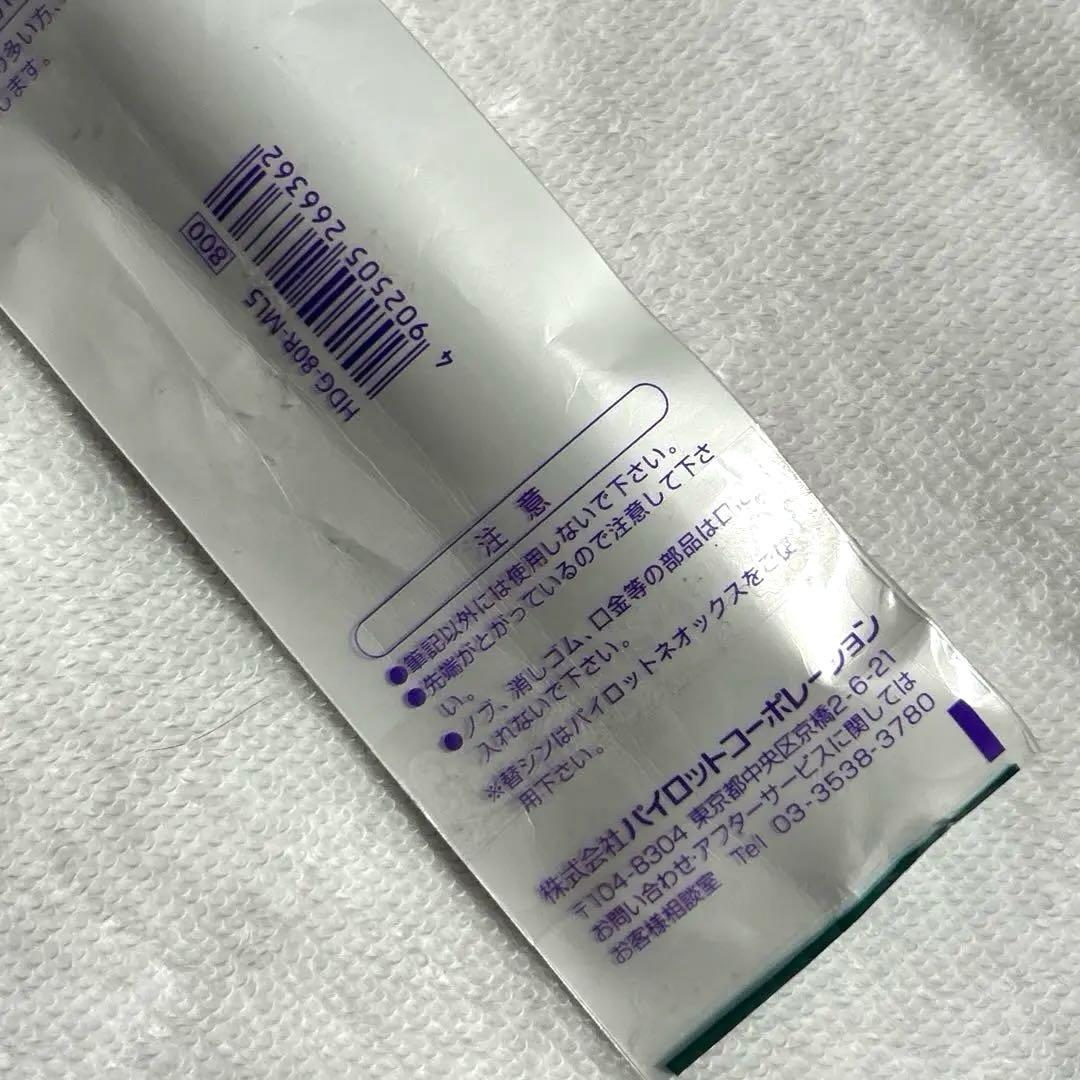 の多い方、
します。
4 902505 266362
800
HDG-80R-ML5
注意
●筆記以外には使用しないで下さい。
●先端がとがっているので注意して下さ
い。
●ノブ、消しゴム、口金等の部品は口に
入れないで下さい。
※替シンはパイロットネオックスをご使
用下さい。
株式会社パイロットコーポレーション
〒104-8304 東京都中央区京橋2-6-21
お問い合わせ・アフターサービスに関しては
お客様相談室 Tel 03-3538-3780